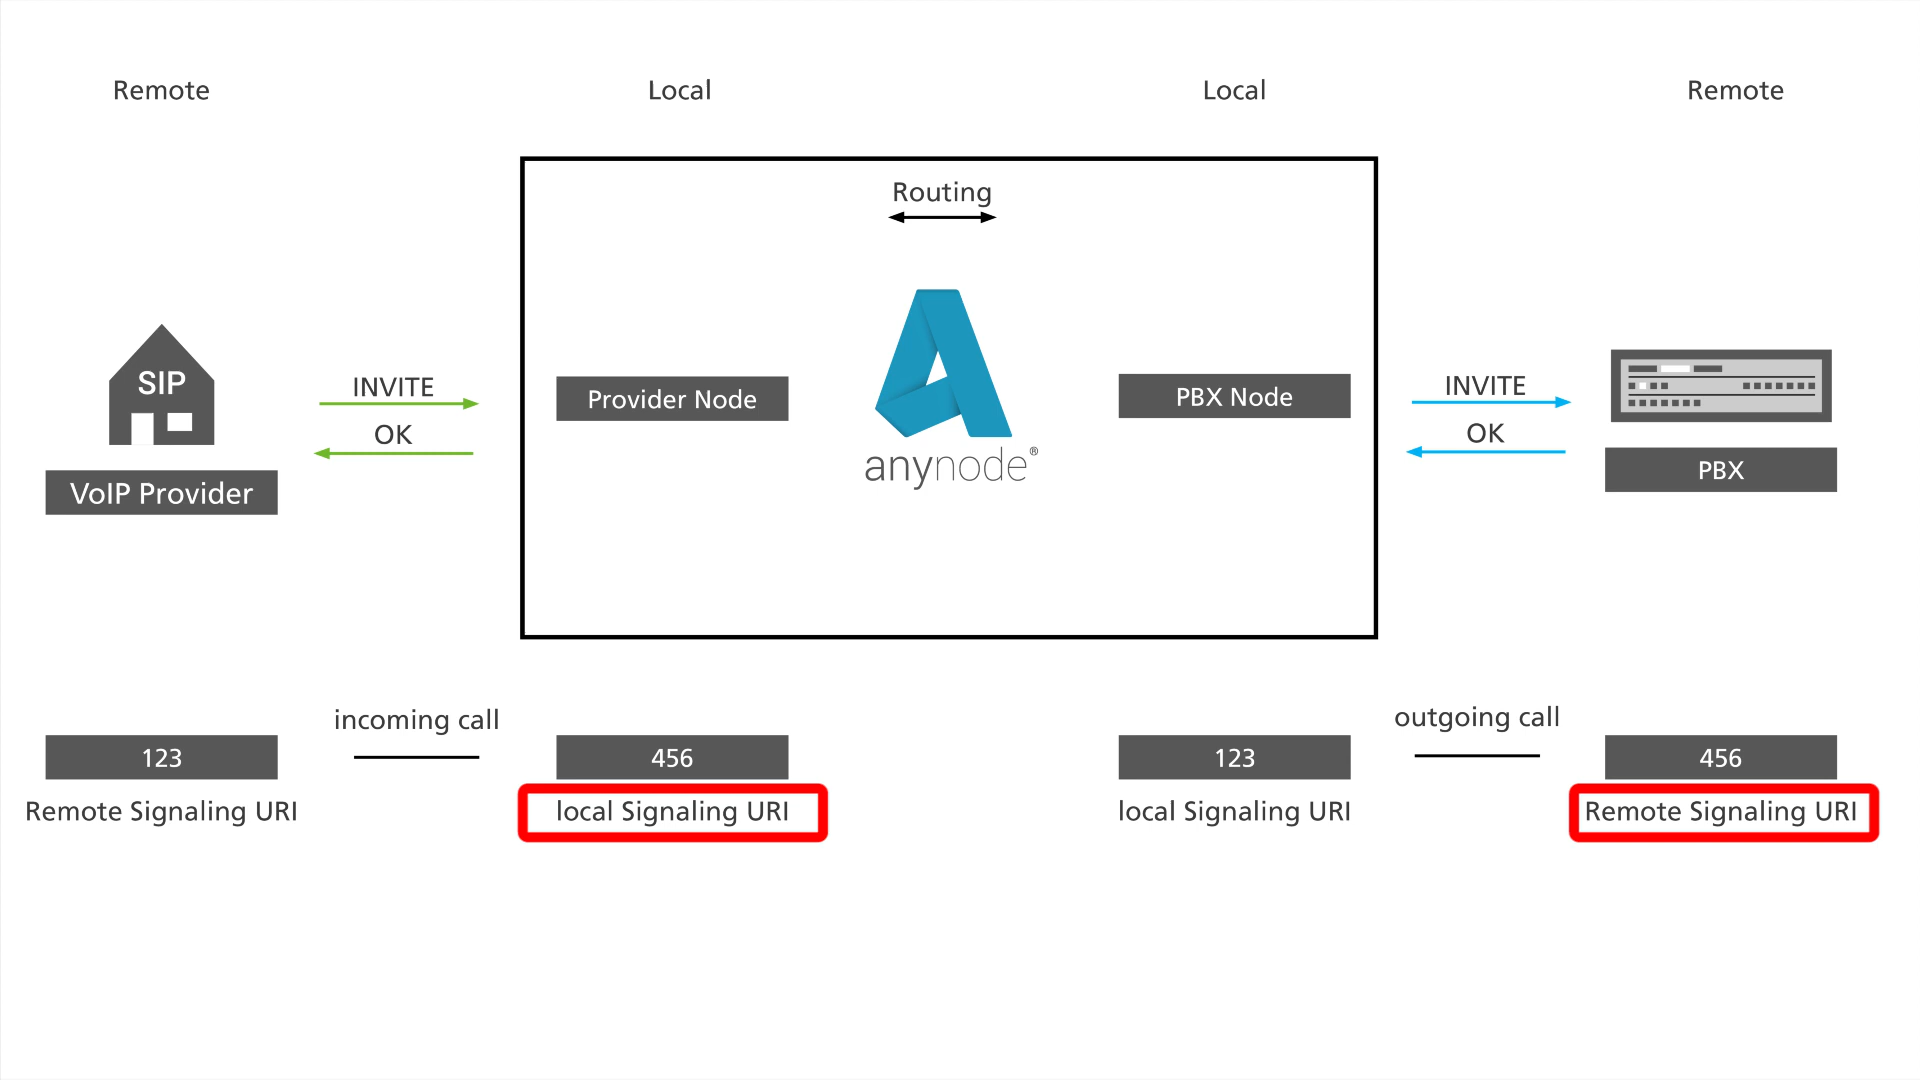 Remote
Local
Local
Remote
Routing
SIP
INVITE
OK
VoIP Provider
Provider Node
anynode®
PBX Node
INVITE
OK
PBX
incoming call
outgoing call
123
456
123
456
Remote Signaling URI
local Signaling URI
local Signaling URI
Remote Signaling URI